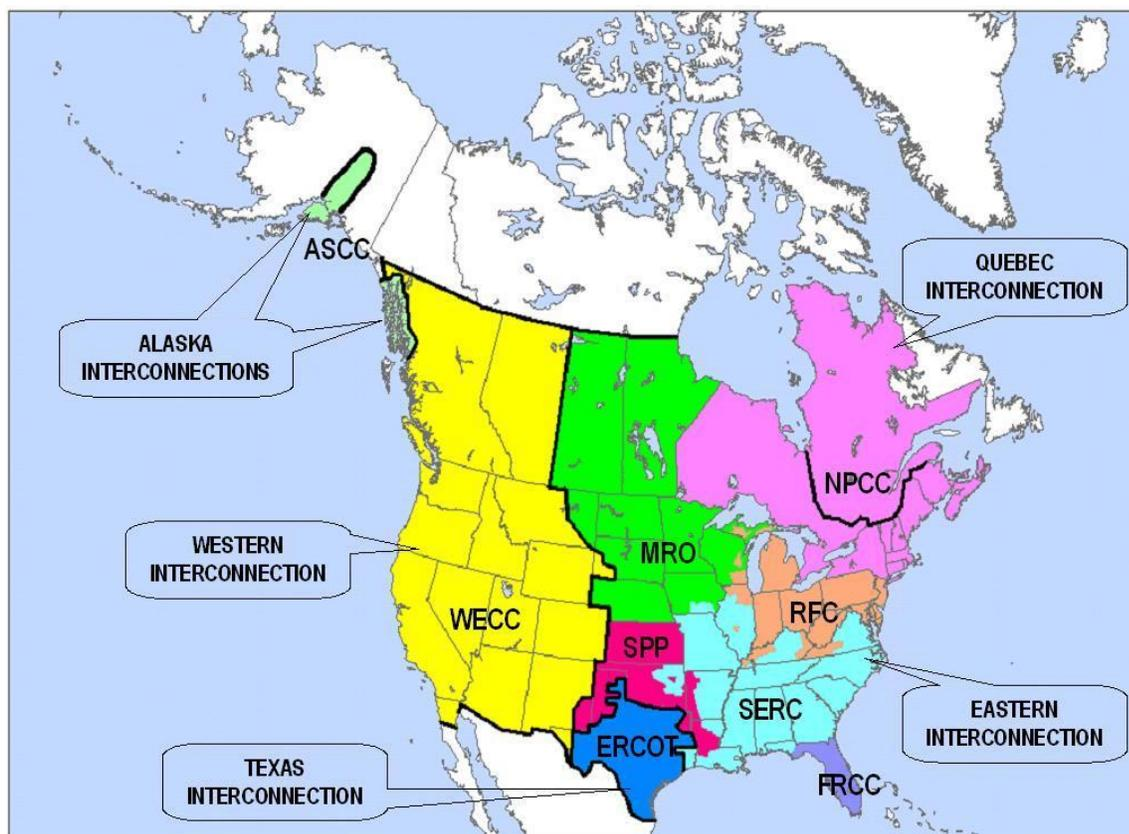 ASCC
QUEBEC
INTERCONNECTION
ALASKA
INTERCONNECTIONS
NPCC
WESTERN
INTERCONNECTION
MRO
WECC
RFC
SPP
SERC
EASTERN
INTERCONNECTION
ERCOT
TEXAS
INTERCONNECTION
FRCC